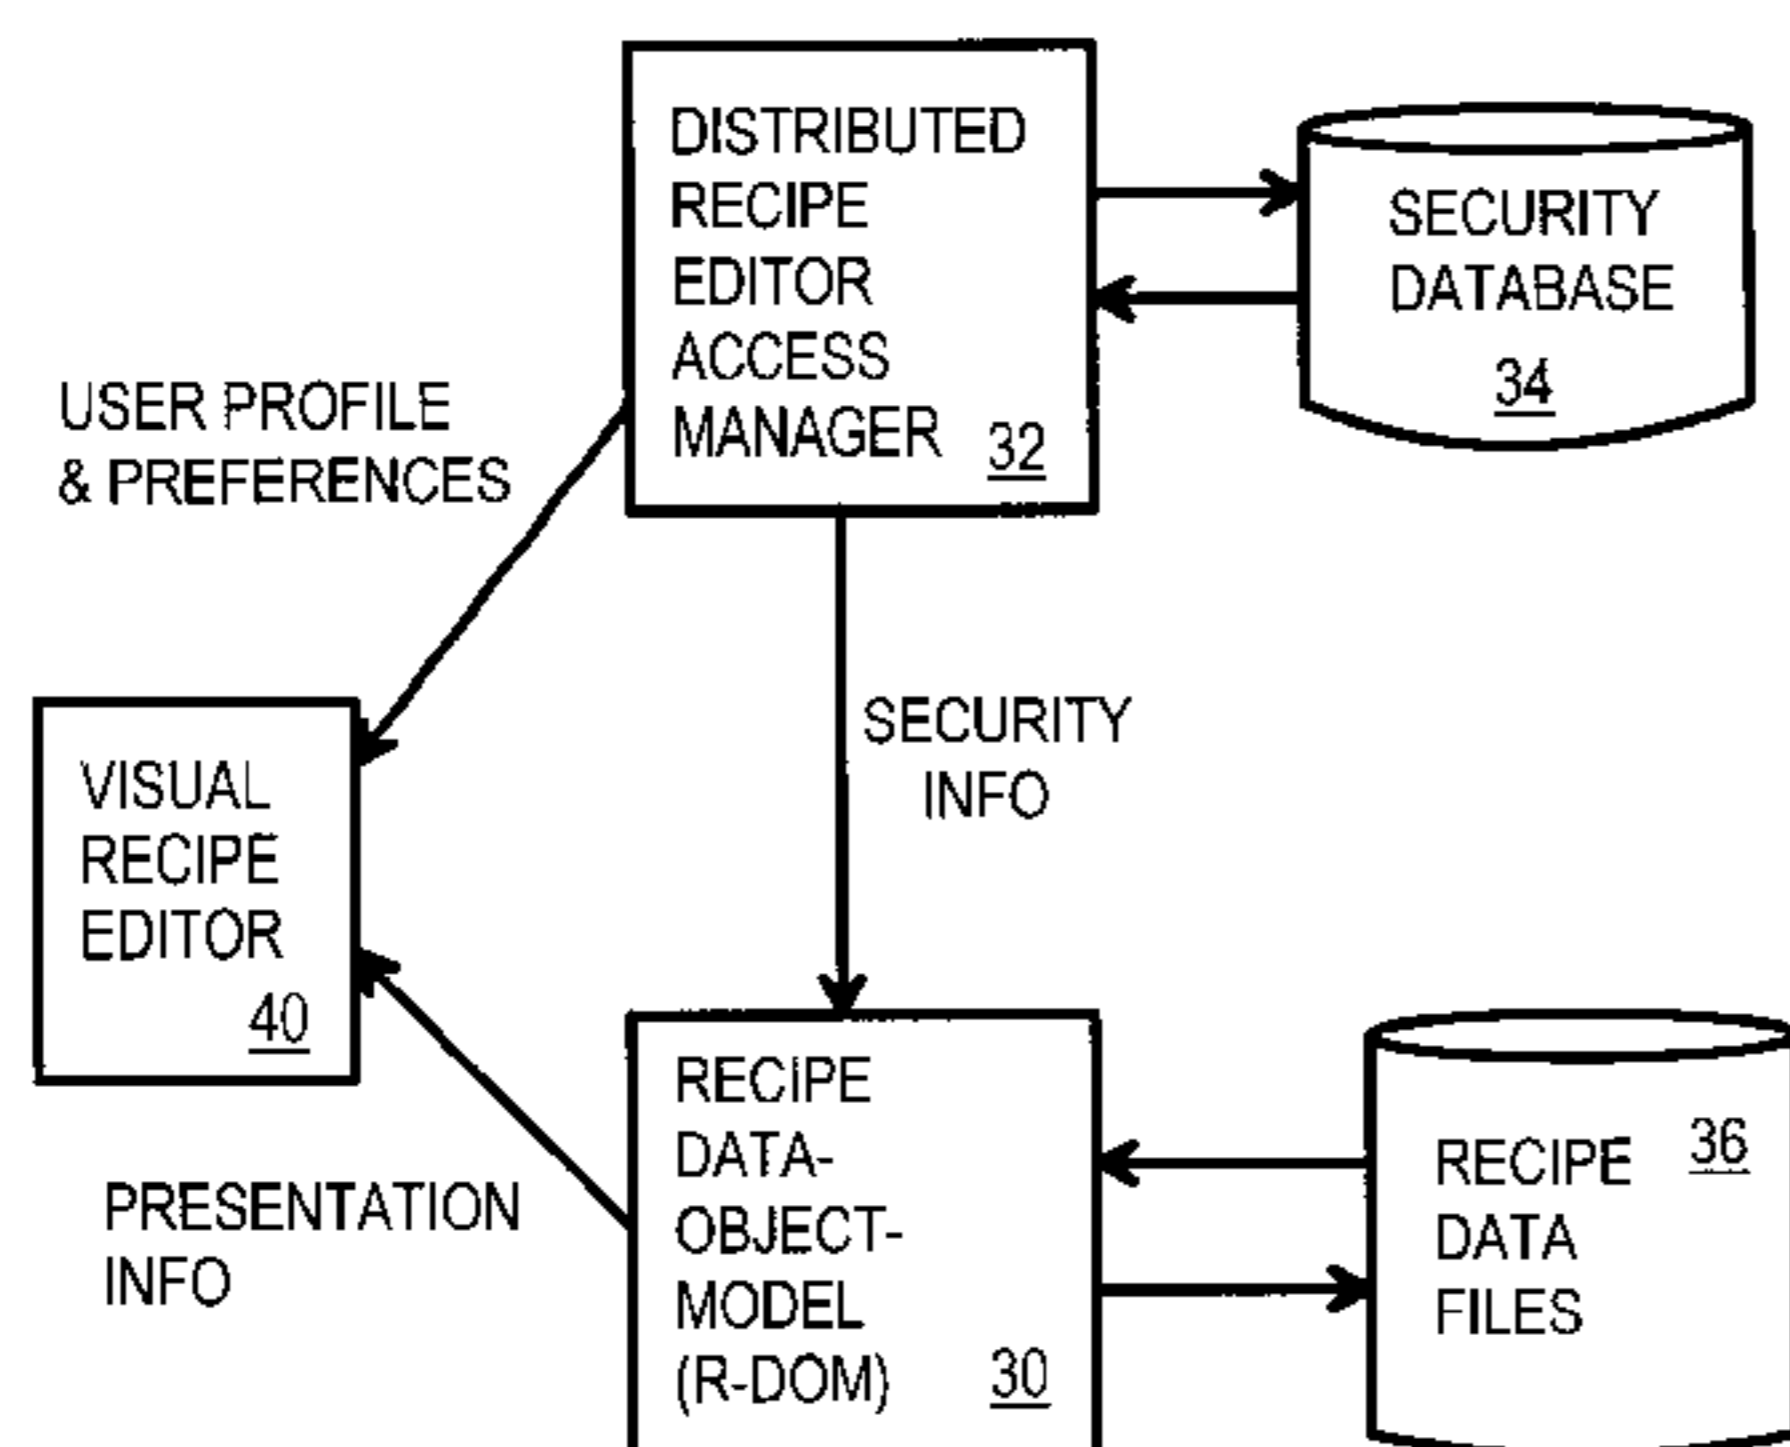 DISTRIBUTED
RECIPE
EDITOR
ACCESS
MANAGER 32
SECURITY
DATABASE
34
USER PROFILE
& PREFERENCES
SECURITY
INFO
VISUAL
RECIPE
EDITOR
40
PRESENTATION
INFO
RECIPE
DATA-
OBJECT-
MODEL
(R-DOM) 30
36
RECIPE
DATA
FILES